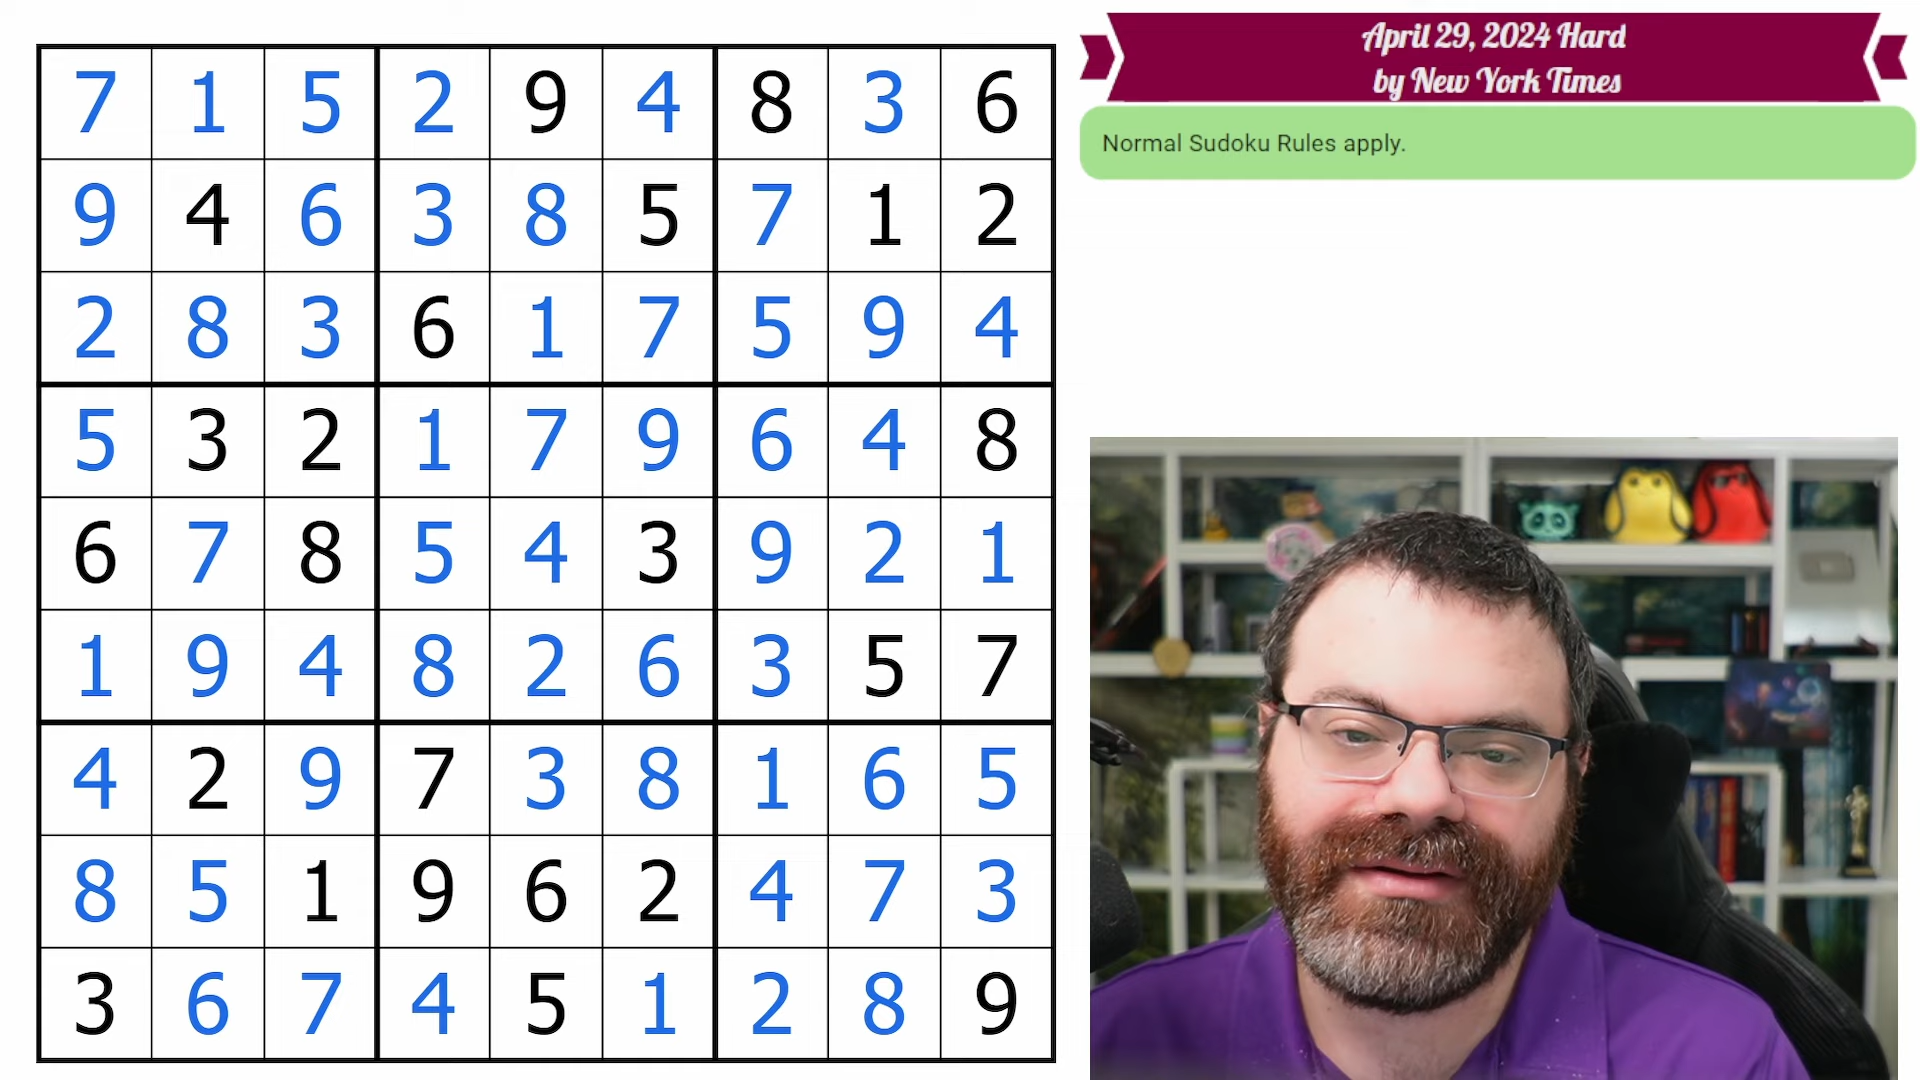 April 29, 2024 Hard
by New York Times
Normal Sudoku Rules apply.
7 1 5 2 9 4 8 3 6
9 4 6 3 8 5 7 1 2
2 8 3 6 1 7 5 9 4
5 3 2 1 7 9 6 4 8
6 7 8 5 4 3 9 2 1
1 9 4 8 2 6 3 5 7
4 2 9 7 3 8 1 6 5
8 5 1 9 6 2 4 7 3
3 6 7 4 5 1 2 8 9